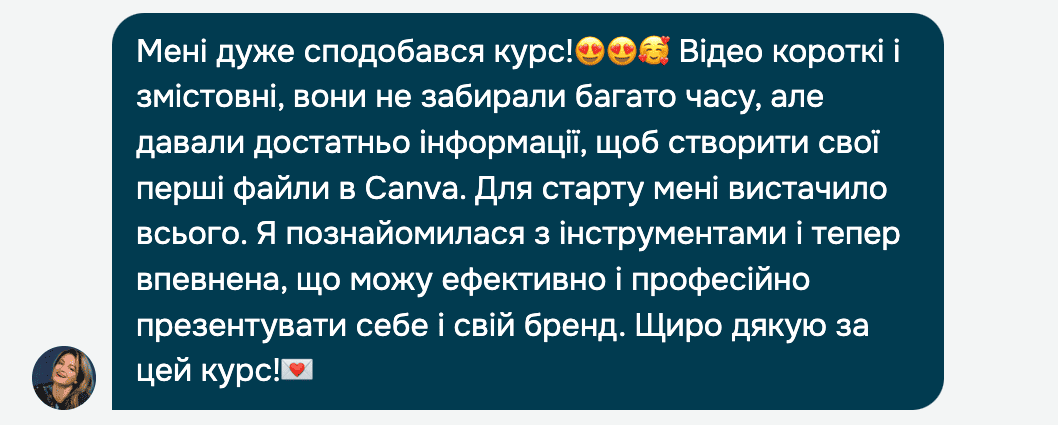 Мені дуже сподобався курс!😍😍🥰 Відео короткі і
змістовні, вони не забирали багато часу, але
давали достатньо інформації, щоб створити свої
перші файли в Canva. Для старту мені вистачило
всього. Я познайомилася з інструментами і тепер
впевнена, що можу ефективно і професійно
презентувати себе і свій бренд. Щиро дякую за
цей курс!💌